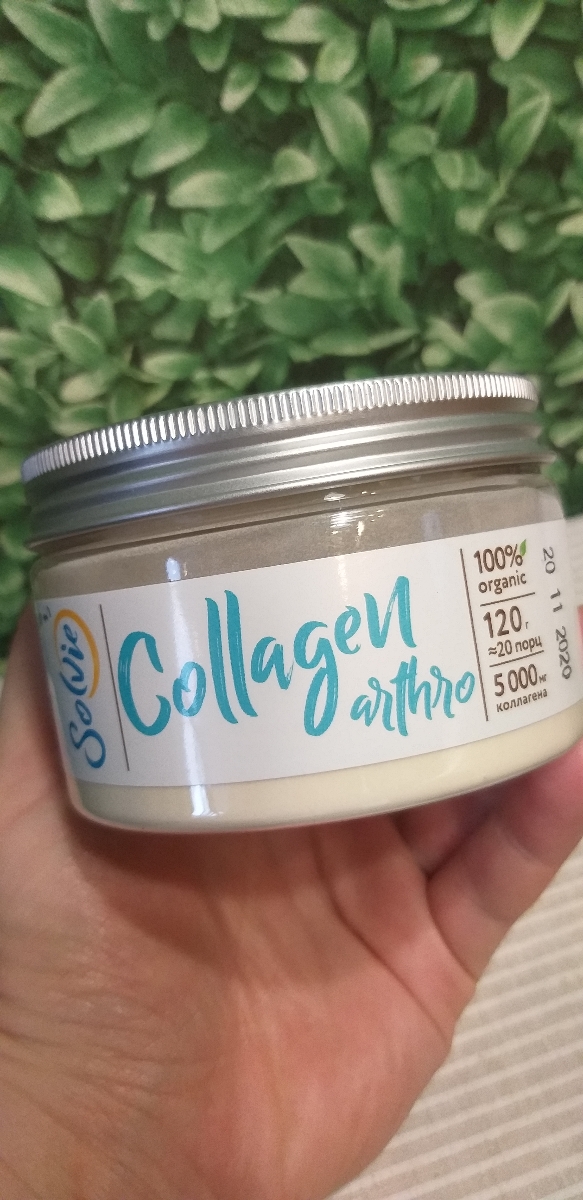 Solvie
Collagen
arthro
100%
organic
120 г
≈20 порц
5 000 мг
коллагена
20 11 2020